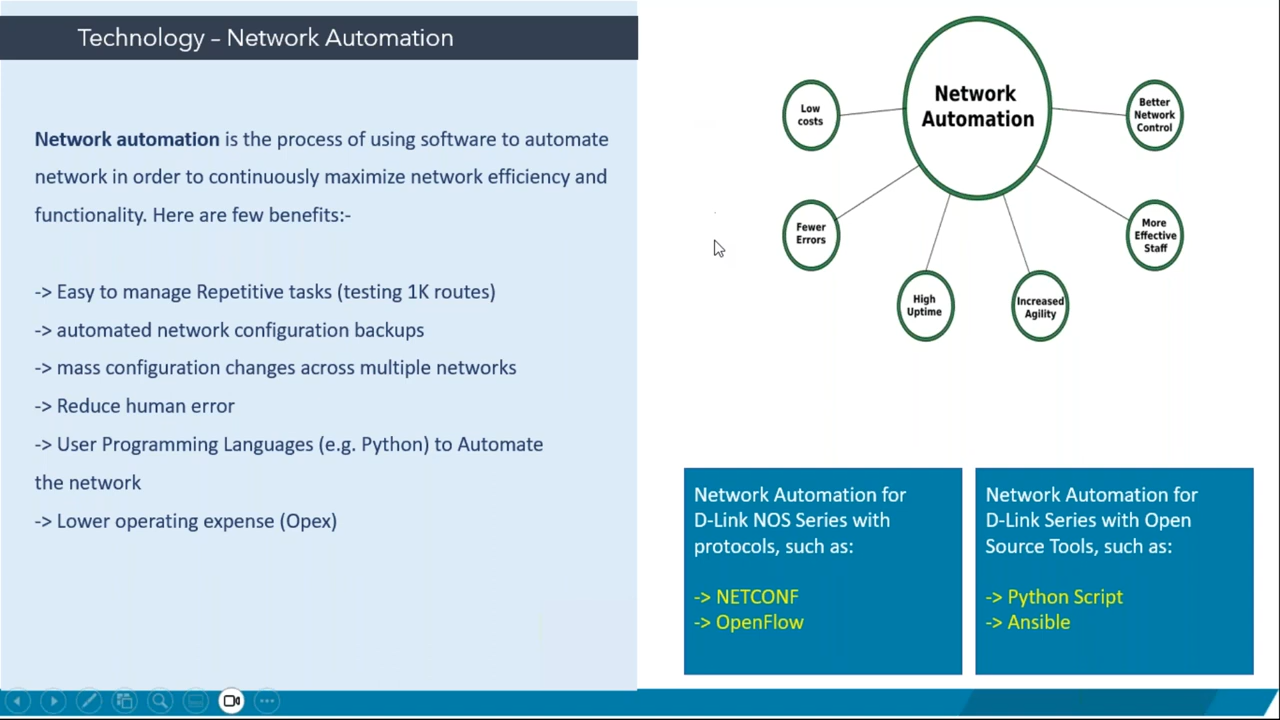 Technology – Network Automation
Network automation is the process of using software to automate
network in order to continuously maximize network efficiency and
functionality. Here are few benefits:-
-> Easy to manage Repetitive tasks (testing 1K routes)
-> automated network configuration backups
-> mass configuration changes across multiple networks
-> Reduce human error
-> User Programming Languages (e.g. Python) to Automate
the network
-> Lower operating expense (Opex)
Network
Automation
Low
costs
Better
Network
Control
Fewer
Errors
More
Effective
Staff
High
Uptime
Increased
Agility
Network Automation for
D-Link NOS Series with
protocols, such as:
-> NETCONF
-> OpenFlow
Network Automation for
D-Link Series with Open
Source Tools, such as:
-> Python Script
-> Ansible